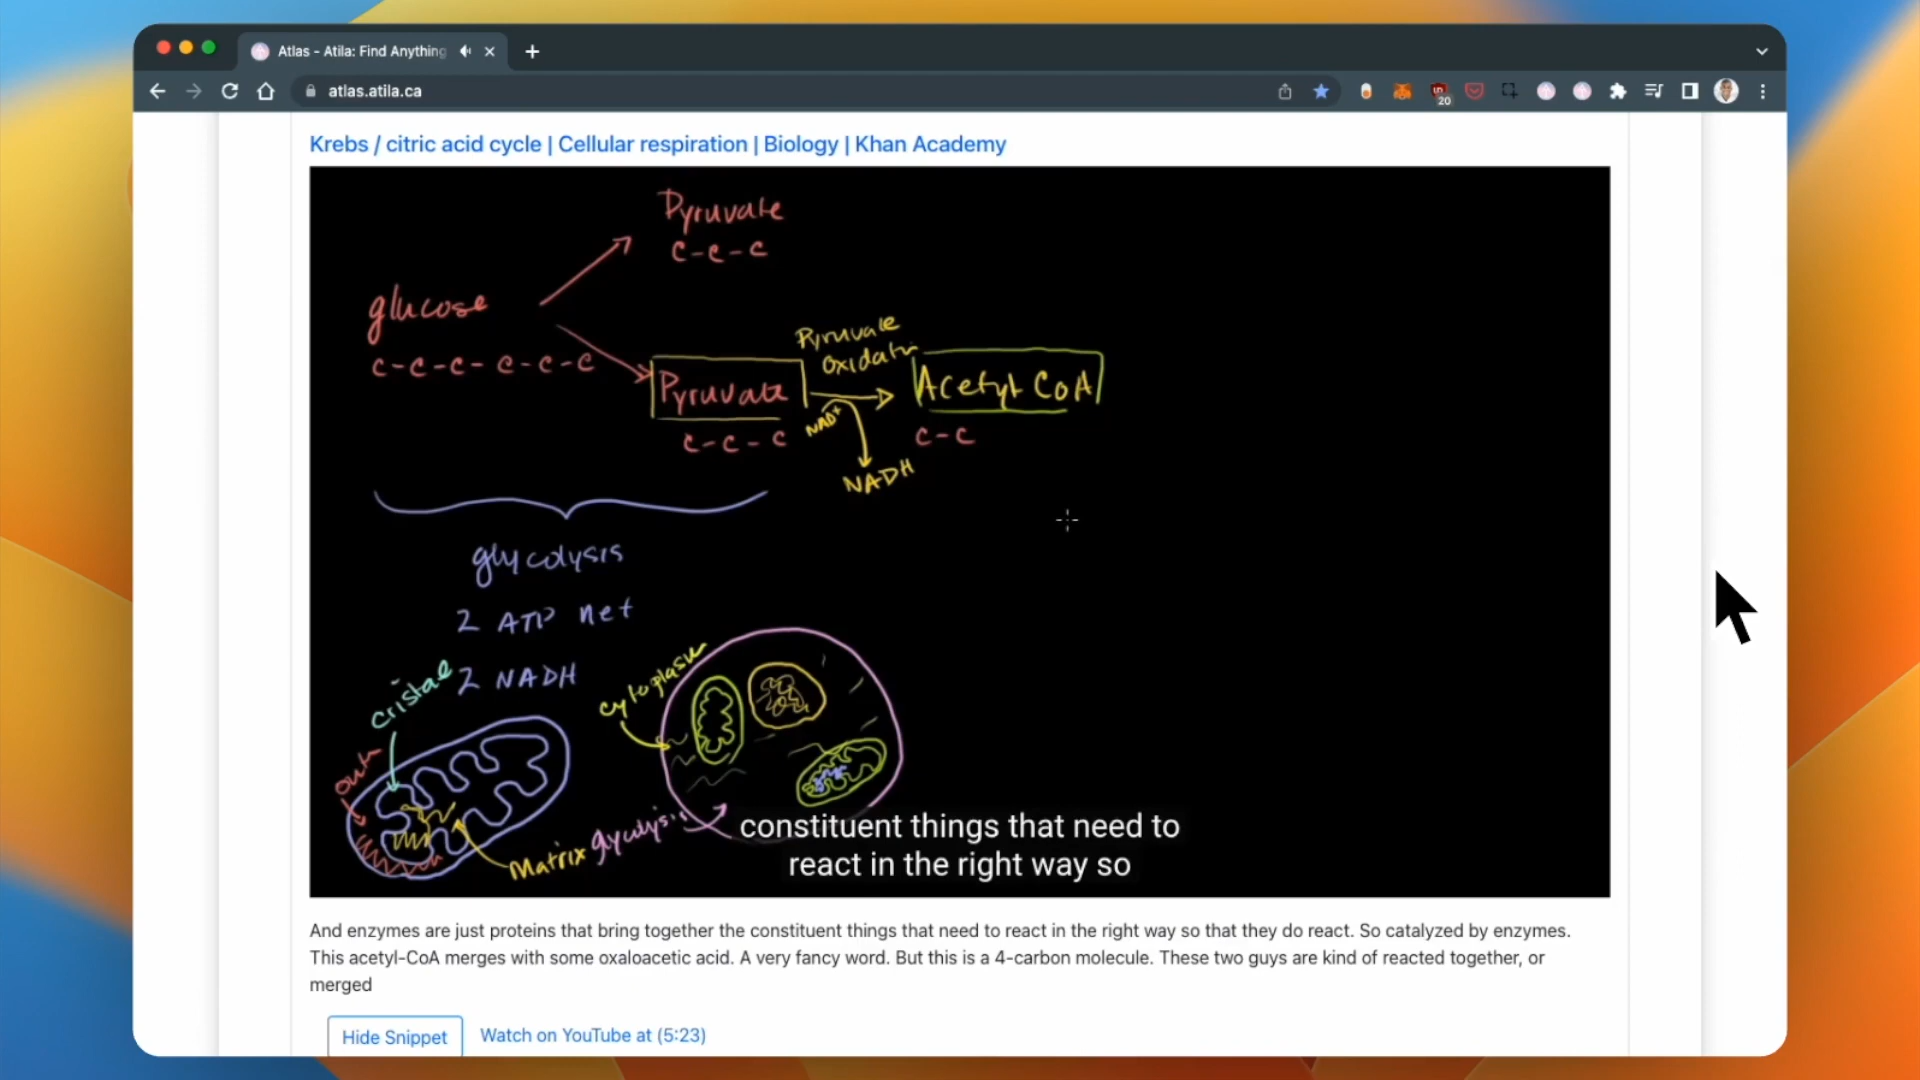 Atlas - Atila: Find Anything
atlas.atila.ca
20
Krebs / citric acid cycle | Cellular respiration | Biology | Khan Academy
Pyruvate
C-C-C
glucose
C-C-C-C-C-C
Pyruvate
Oxidati
Pyruvate
Acetyl CoA
NAD+
C-C-C
C-C
NADH
glycolysis
2 ATP net
2 NADH
cristae
cytoplasm
out
Matrix
glycolysis
constituent things that need to
react in the right way so
And enzymes are just proteins that bring together the constituent things that need to react in the right way so that they do react. So catalyzed by enzymes.
This acetyl-CoA merges with some oxaloacetic acid. A very fancy word. But this is a 4-carbon molecule. These two guys are kind of reacted together, or
merged
Hide Snippet
Watch on YouTube at (5:23)